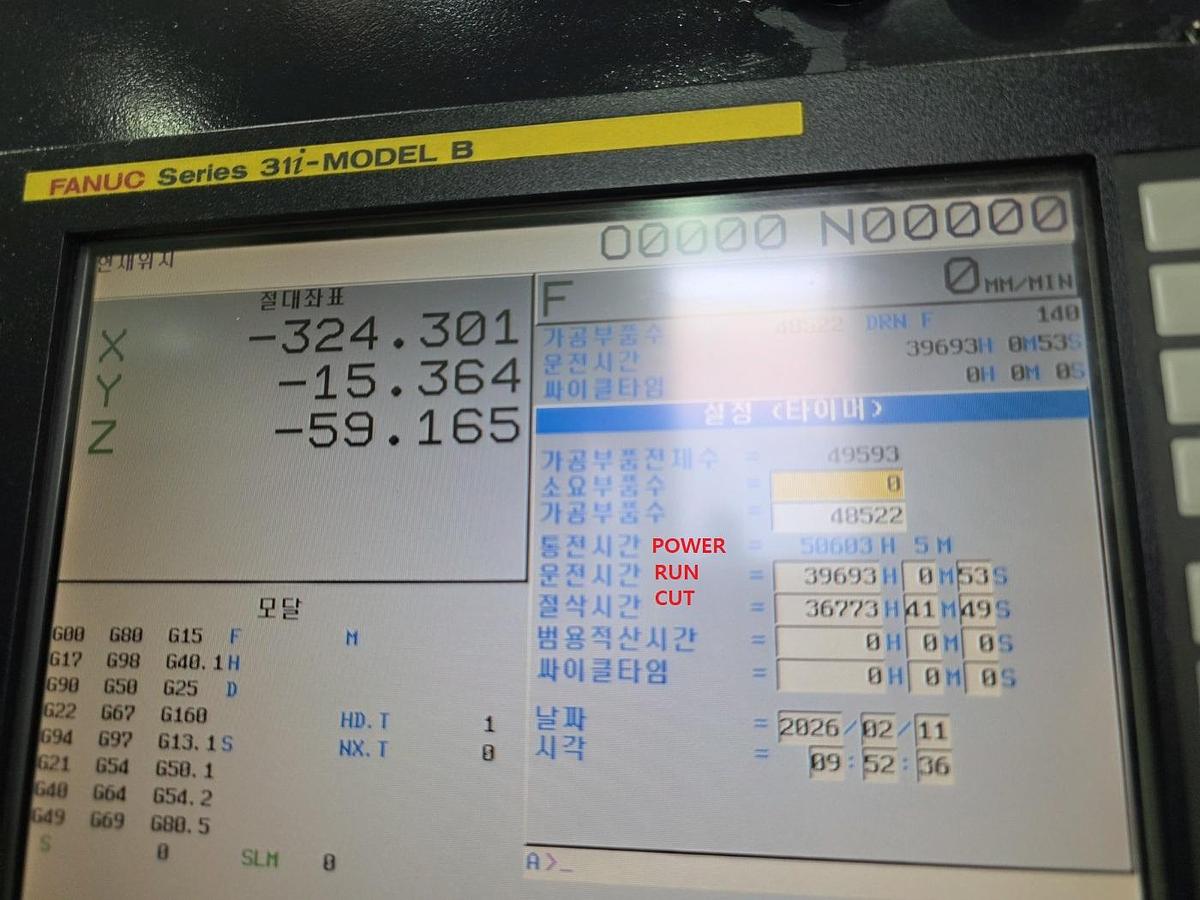 FANUC Series 31i-MODEL B
O0000 N00000
현재위치
절대좌표
X -324.301
Y -15.364
Z -59.165
F 0 MM/MIN
가공부품수 48522 DRN F 140
운전시간 39693H 0M53S
싸이클타임 0H 0M 0S
설정 (타이머)
가공부품전체수 = 49593
소요부품수 = 0
가공부품수 = 48522
통전시간 POWER = 50603H 5M
운전시간 RUN = 39693H 0M53S
절삭시간 CUT = 36773H41M49S
범용적산시간 = 0H 0M 0S
싸이클타임 = 0H 0M 0S
날짜 = 2026/02/11
시각 = 09:52:36
모달
G00 G80 G15 F M
G17 G98 G40.1 H
G90 G50 G25 D
G22 G67 G160 HD.T 1
G94 G97 G13.1 S NX.T 0
G21 G54 G50.1
G40 G64 G54.2
G49 G69 G80.5
S 0 SLM 0
A>_